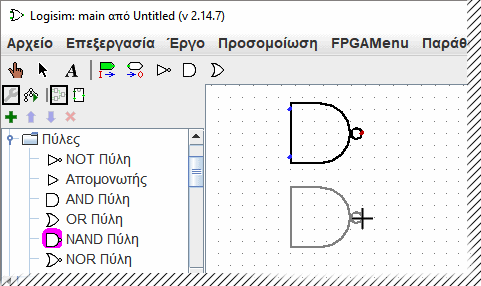 Logisim: main από Untitled (v 2.14.7)
Αρχείο Επεξεργασία Έργο Προσομοίωση FPGAMenu Παράθ
A
Πύλες
NOT Πύλη
Απομονωτής
AND Πύλη
OR Πύλη
NAND Πύλη
NOR Πύλη